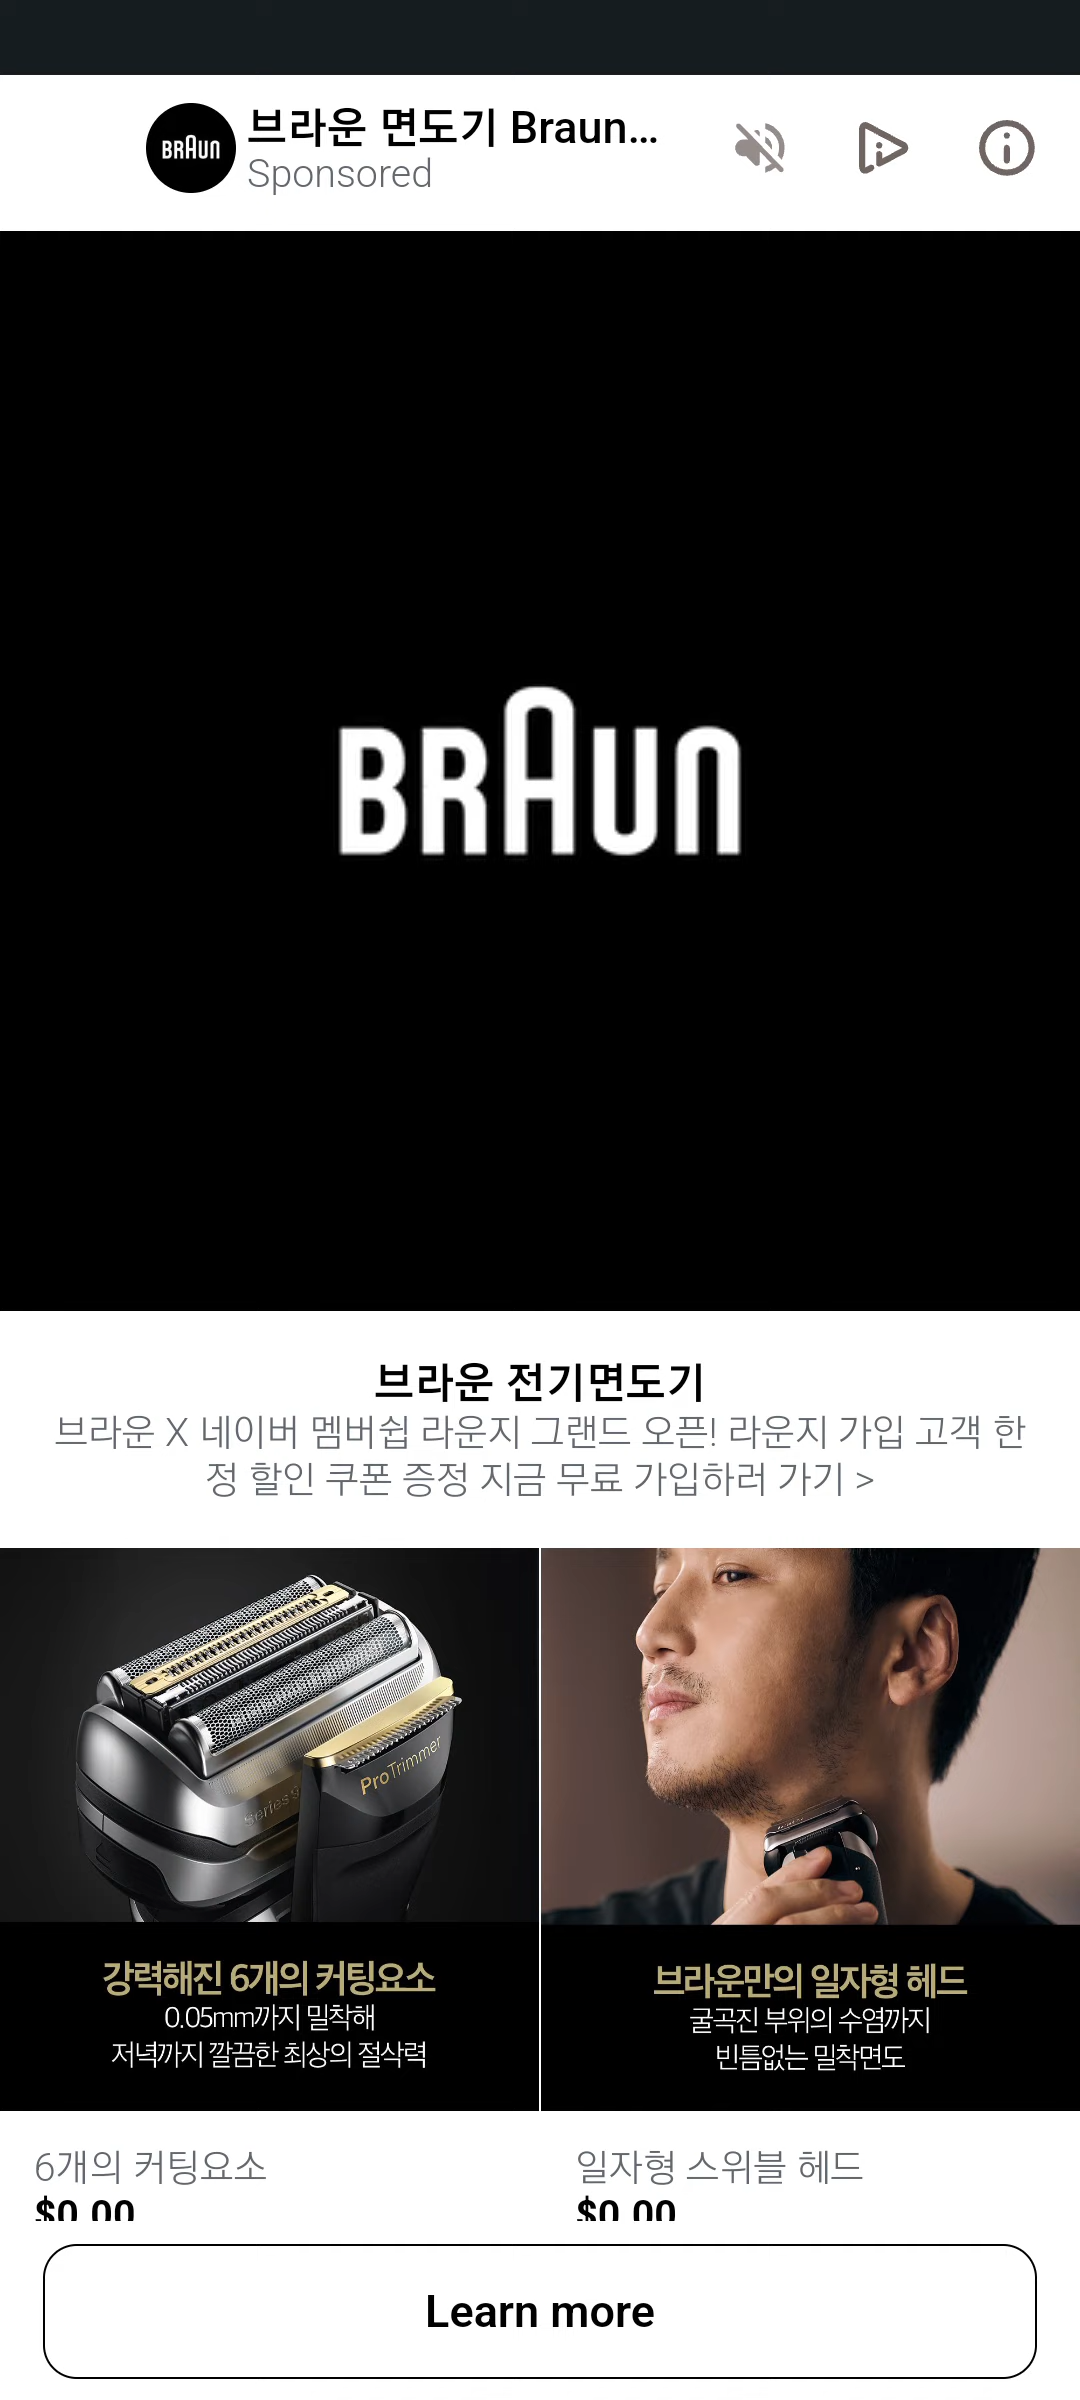 BRAUN
브라운 면도기 Braun...
Sponsored
BRAUN
브라운 전기면도기
브라운 X 네이버 멤버쉽 라운지 그랜드 오픈! 라운지 가입 고객 한
정 할인 쿠폰 증정 지금 무료 가입하러 가기 >
Series 9
ProTrimmer
강력해진 6개의 커팅요소
0.05mm까지 밀착해
저녁까지 깔끔한 최상의 절삭력
브라운만의 일자형 헤드
굴곡진 부위의 수염까지
빈틈없는 밀착면도
6개의 커팅요소
$0.00
일자형 스위블 헤드
$0.00
Learn more